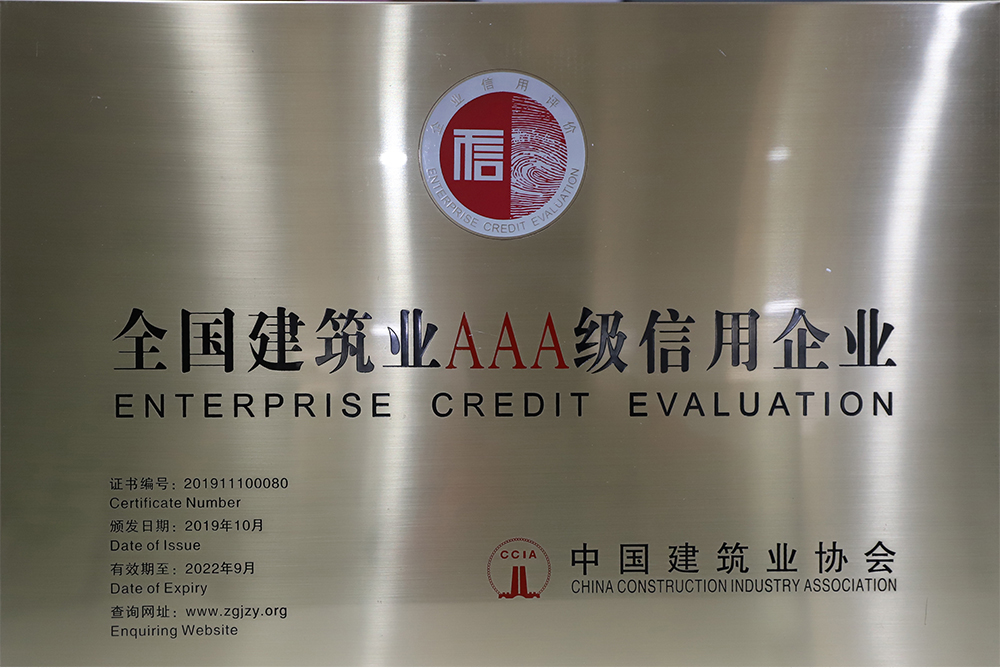 企业信用评价
信
ENTERPRISE CREDIT EVALUATION
全国建筑业AAA级信用企业
ENTERPRISE CREDIT EVALUATION
证书编号：201911100080
Certificate Number
颁发日期：2019年10月
Date of Issue
有效期至：2022年9月
Date of Expiry
查询网址：www.zgjzy.org
Enquiring Website
CCIA
中国建筑业协会
CHINA CONSTRUCTION INDUSTRY ASSOCIATION